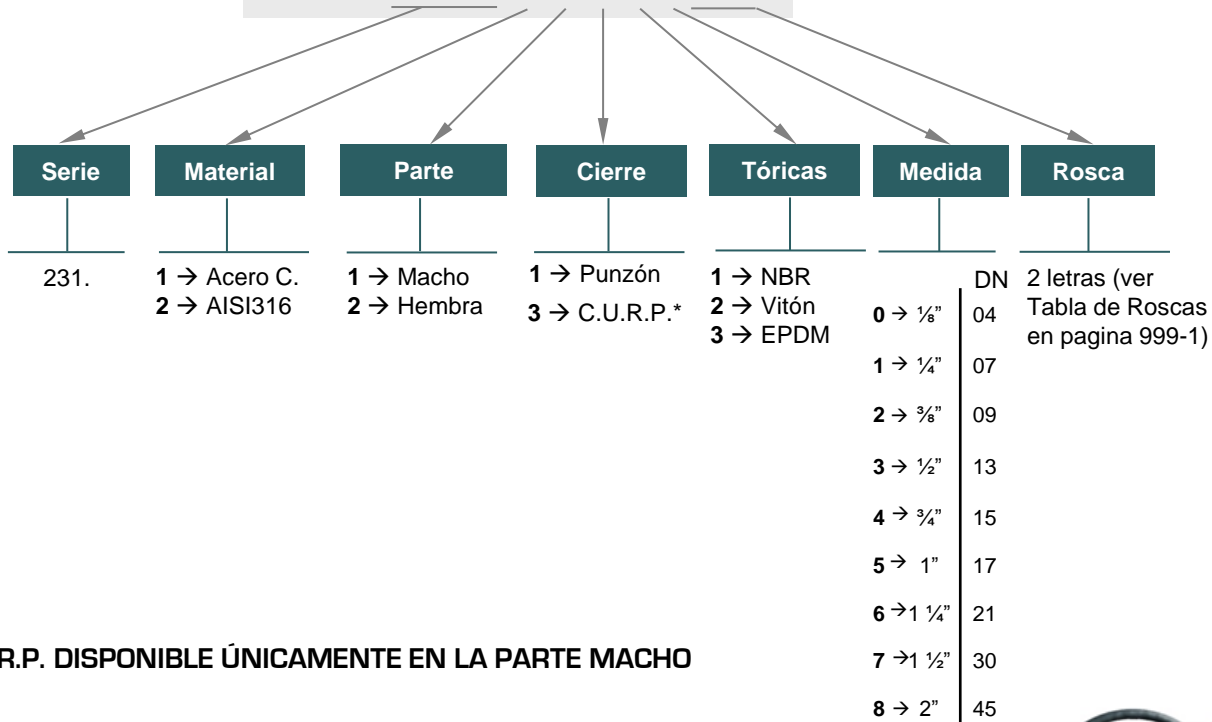 Serie
Material
Parte
Cierre
Tóricas
Medida
Rosca
231.
1 → Acero C.
2 → AISI316
1 → Macho
2 → Hembra
1 → Punzón
3 → C.U.R.P.*
1 → NBR
2 → Vitón
3 → EPDM
DN
0 → ⅛” 04
1 → ¼” 07
2 → ⅜” 09
3 → ½” 13
4 → ¾” 15
5 → 1” 17
6 → 1 ¼” 21
7 → 1 ½” 30
8 → 2” 45
2 letras (ver
Tabla de Roscas
en pagina 999-1)
R.P. DISPONIBLE ÚNICAMENTE EN LA PARTE MACHO